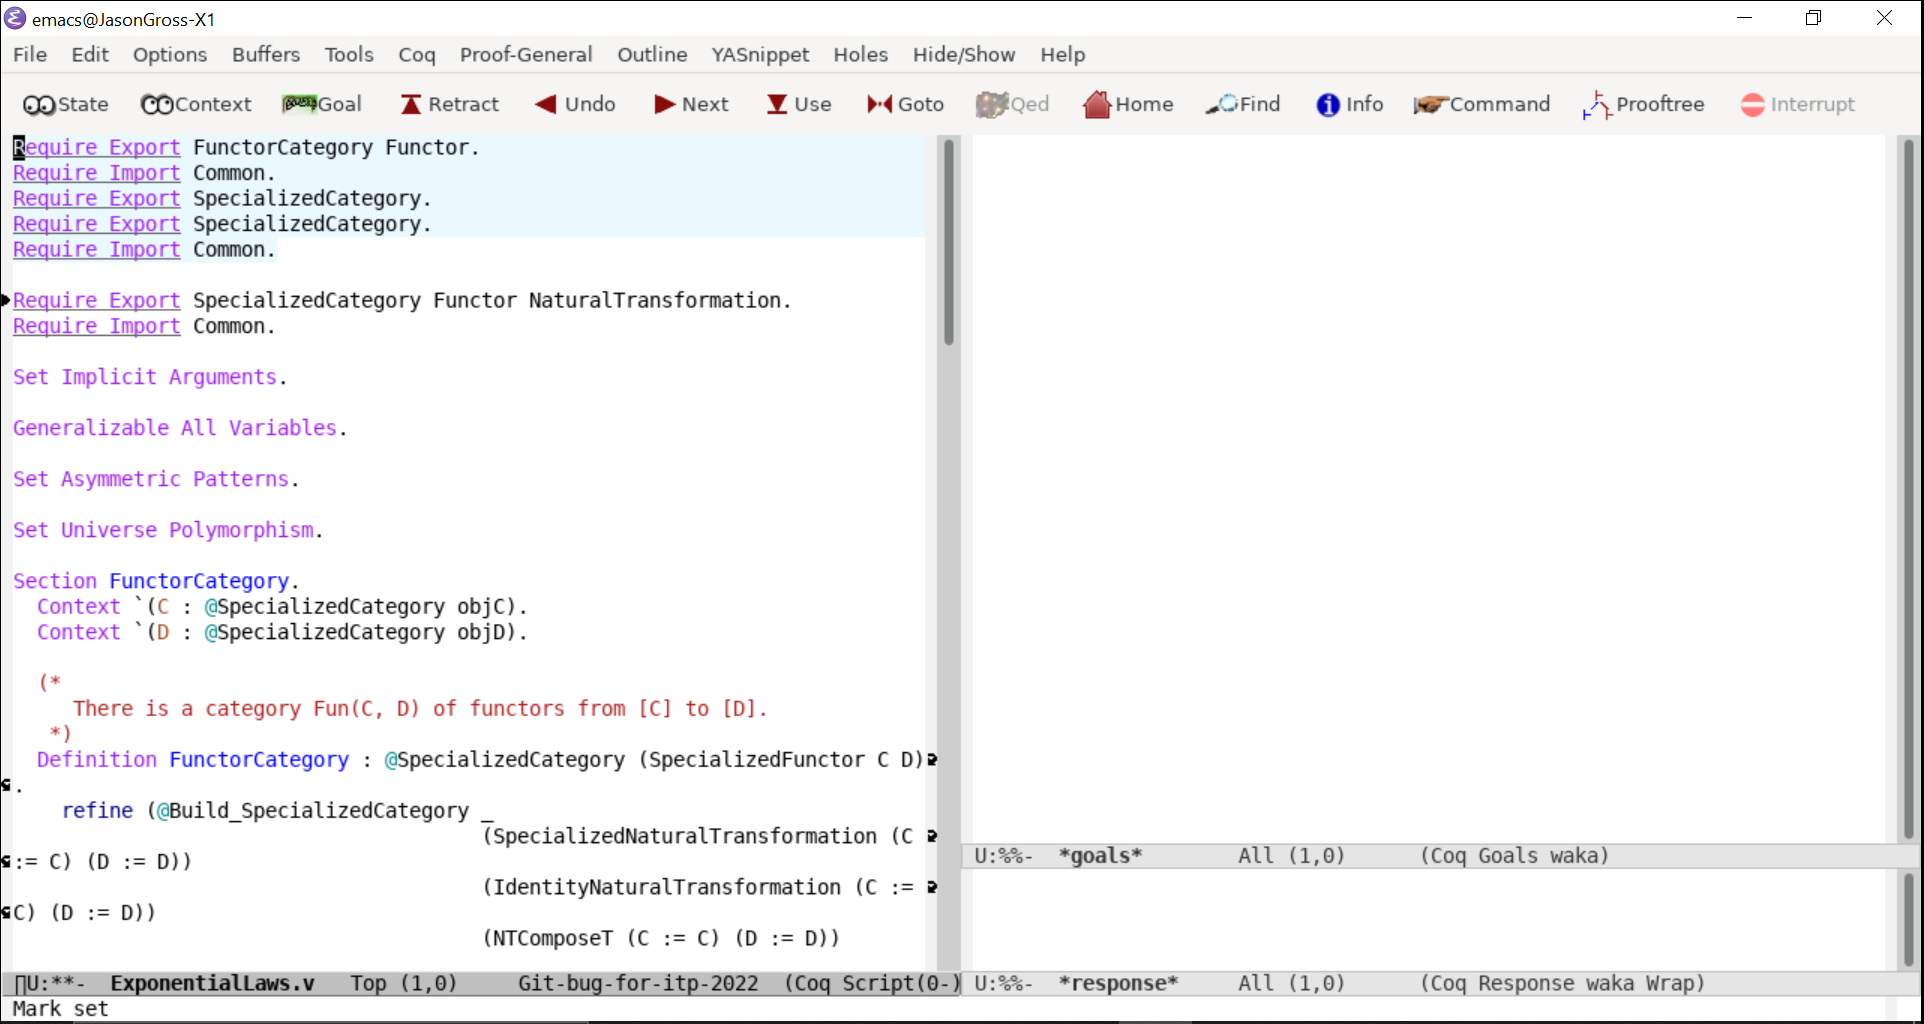 emacs@JasonGross-X1
File Edit Options Buffers Tools Coq Proof-General Outline YASnippet Holes Hide/Show Help
State Context Goal Retract Undo Next Use Goto Qed Home Find Info Command Prooftree Interrupt
Require Export FunctorCategory Functor.
Require Import Common.
Require Export SpecializedCategory.
Require Export SpecializedCategory.
Require Import Common.
Require Export SpecializedCategory Functor NaturalTransformation.
Require Import Common.
Set Implicit Arguments.
Generalizable All Variables.
Set Asymmetric Patterns.
Set Universe Polymorphism.
Section FunctorCategory.
Context `(C : @SpecializedCategory objC).
Context `(D : @SpecializedCategory objD).
(*
There is a category Fun(C, D) of functors from [C] to [D].
*)
Definition FunctorCategory : @SpecializedCategory (SpecializedFunctor C D)
.
refine (@Build_SpecializedCategory _
(SpecializedNaturalTransformation (C
:= C) (D := D))
(IdentityNaturalTransformation (C :=
C) (D := D))
(NTComposeT (C := C) (D := D))
U:**- ExponentialLaws.v Top (1,0) Git-bug-for-itp-2022 (Coq Script(0-)
Mark set
U:%%- *goals* All (1,0) (Coq Goals waka)
U:%%- *response* All (1,0) (Coq Response waka Wrap)